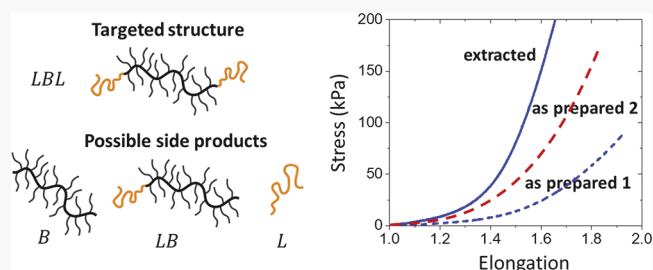 Targeted structure
LBL
Possible side products
B
LB
L
Stress (kPa)
200
150
100
50
0
extracted
as prepared 2
as prepared 1
1.0
1.2
1.4
1.6
1.8
2.0
Elongation